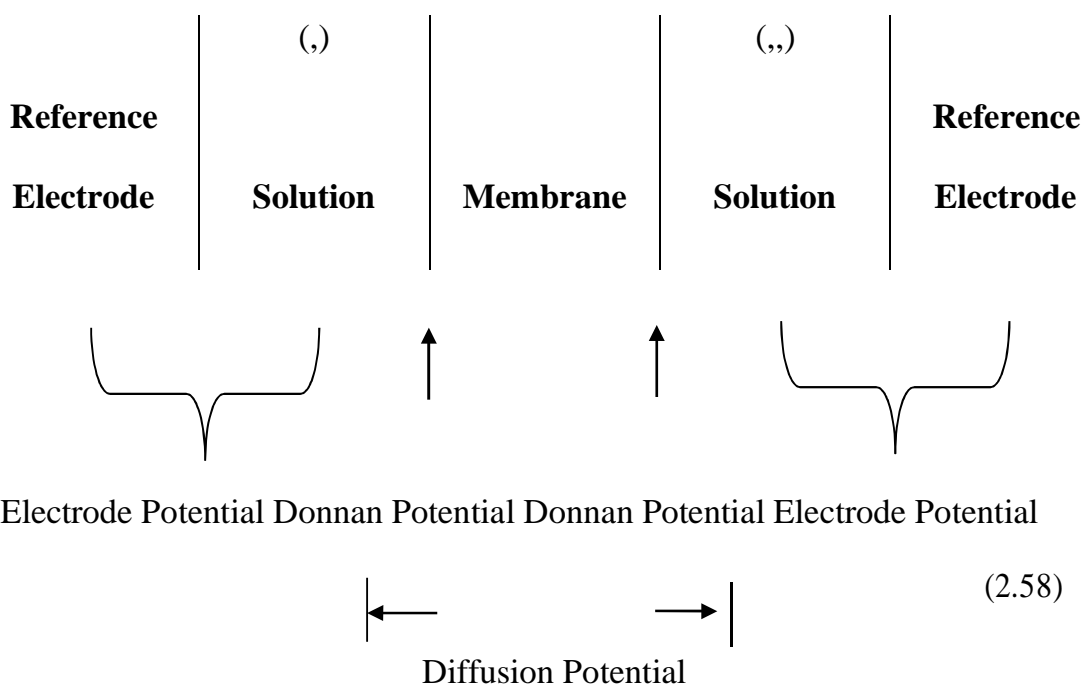 (,) (,,)
Reference Reference
Electrode Solution Membrane Solution Electrode
Electrode Potential Donnan Potential Donnan Potential Electrode Potential
(2.58)
Diffusion Potential